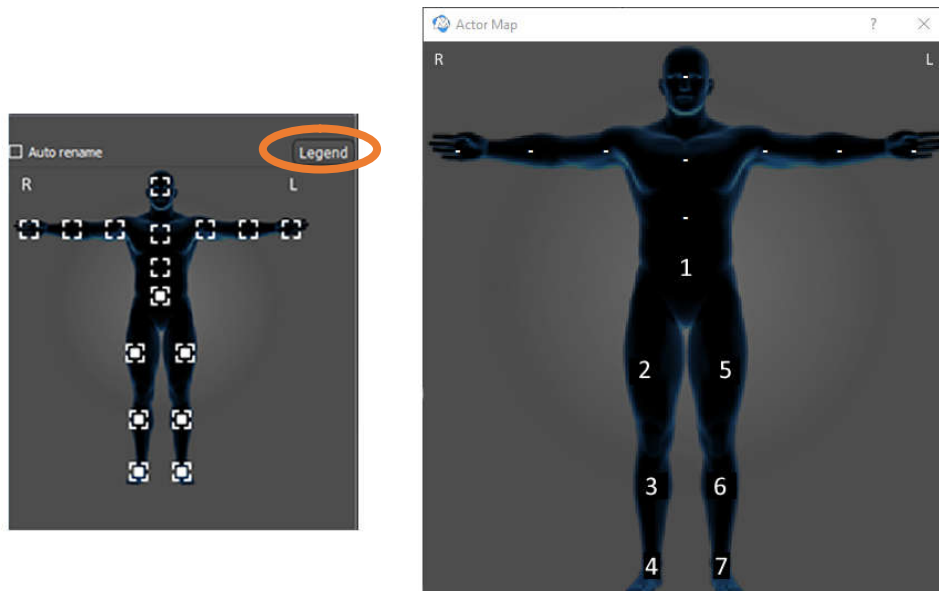 Auto rename
Legend
R L
Actor Map ? ×
R L
- - - - - - - - -
1
2 5
3 6
4 7